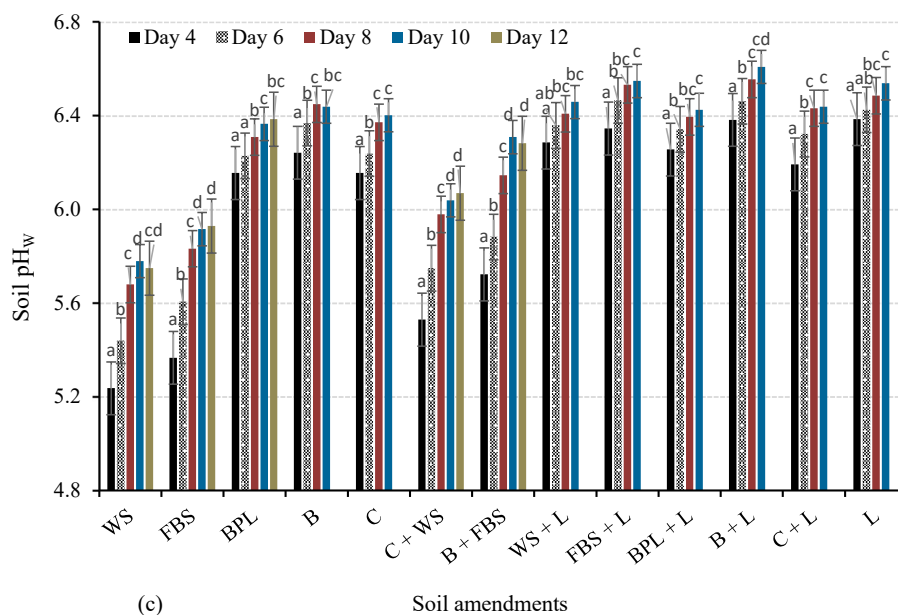 6.8
Day 4 Day 6 Day 8 Day 10 Day 12
6.4
6.0
5.6
5.2
4.8
Soil pHW
a b c d cd
a b c d d
a ab bc c bc
a b c bc
a b c c
a b c c d
a b c d d
ab b bc bc
a b bc c
a b bc c
a b c cd
a b c c
a ab bc c
WS FBS BPL B C C + WS B + FBS WS + L FBS + L BPL + L B + L C + L L
(c) Soil amendments